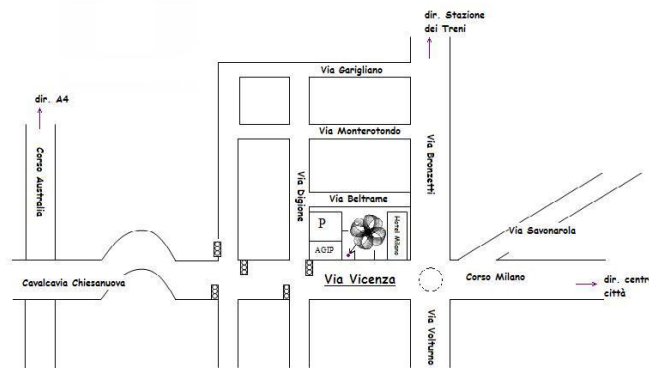 dir. Stazione
dei Treni
Via Garigliano
dir. A4
Via Monterotondo
Corso Australia
Via Bronzetti
Via Digione
Via Beltrame
P
Hotel Milano
AGIP
Via Savonarola
Via Vicenza
Corso Milano
Cavalcavia Chiesanuova
dir. centr
città
Via Volturno